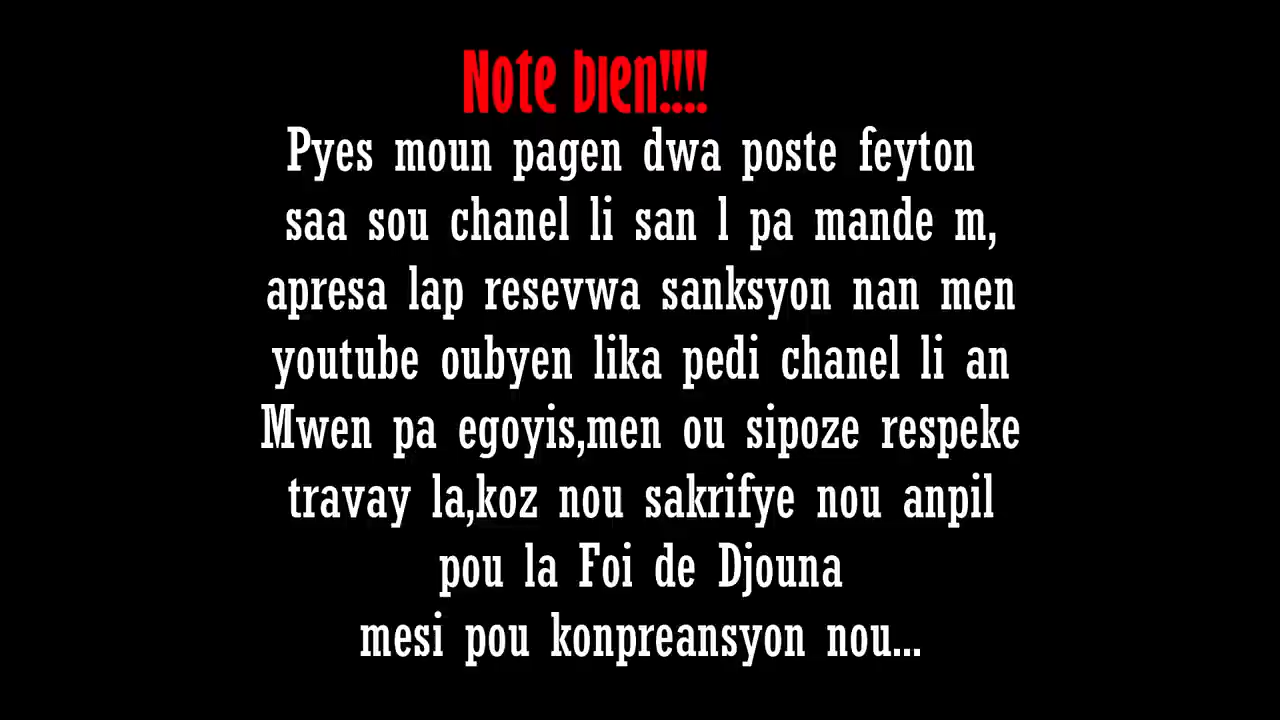 Note bien!!!!
Pyes moun pagen dwa poste feyton
saa sou chanel li san l pa mande m,
apresa lap resevwa sanksyon nan men
youtube oubyen lika pedi chanel li an
Mwen pa egoyis,men ou sipoze respeke
travay la,koz nou sakrifye nou anpil
pou la Foi de Djouna
mesi pou konpreansyon nou...